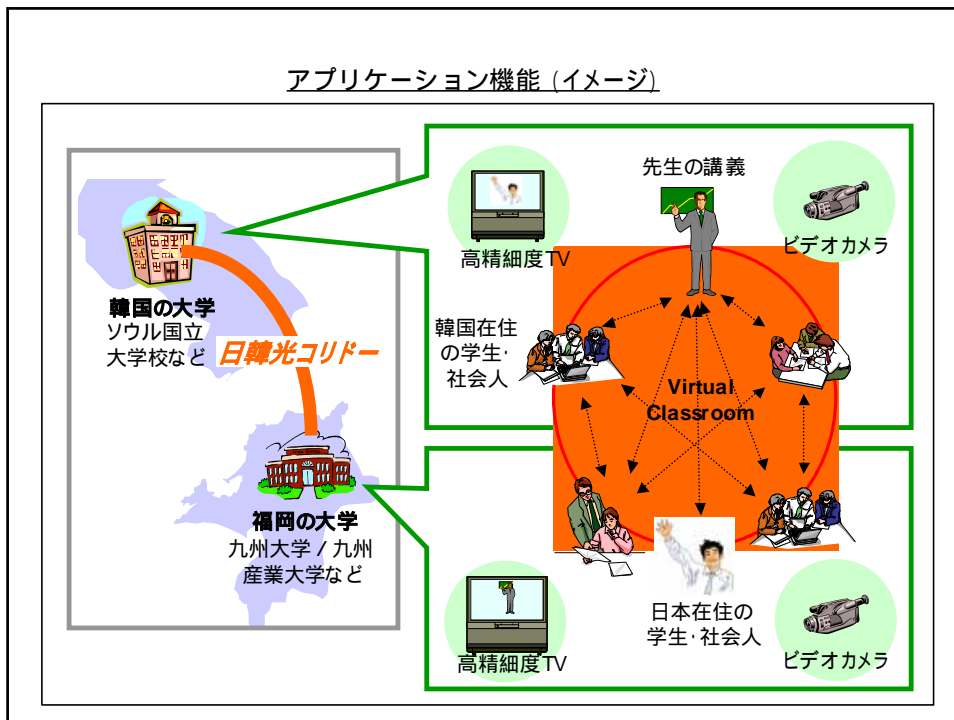 アプリケーション機能 (イメージ)
韓国の大学
ソウル国立
大学校など
日韓光コリドー
福岡の大学
九州大学 / 九州
産業大学など
先生の講義
高精細度TV
ビデオカメラ
韓国在住
の学生・
社会人
Virtual
Classroom
日本在住の
学生・社会人
高精細度TV
ビデオカメラ